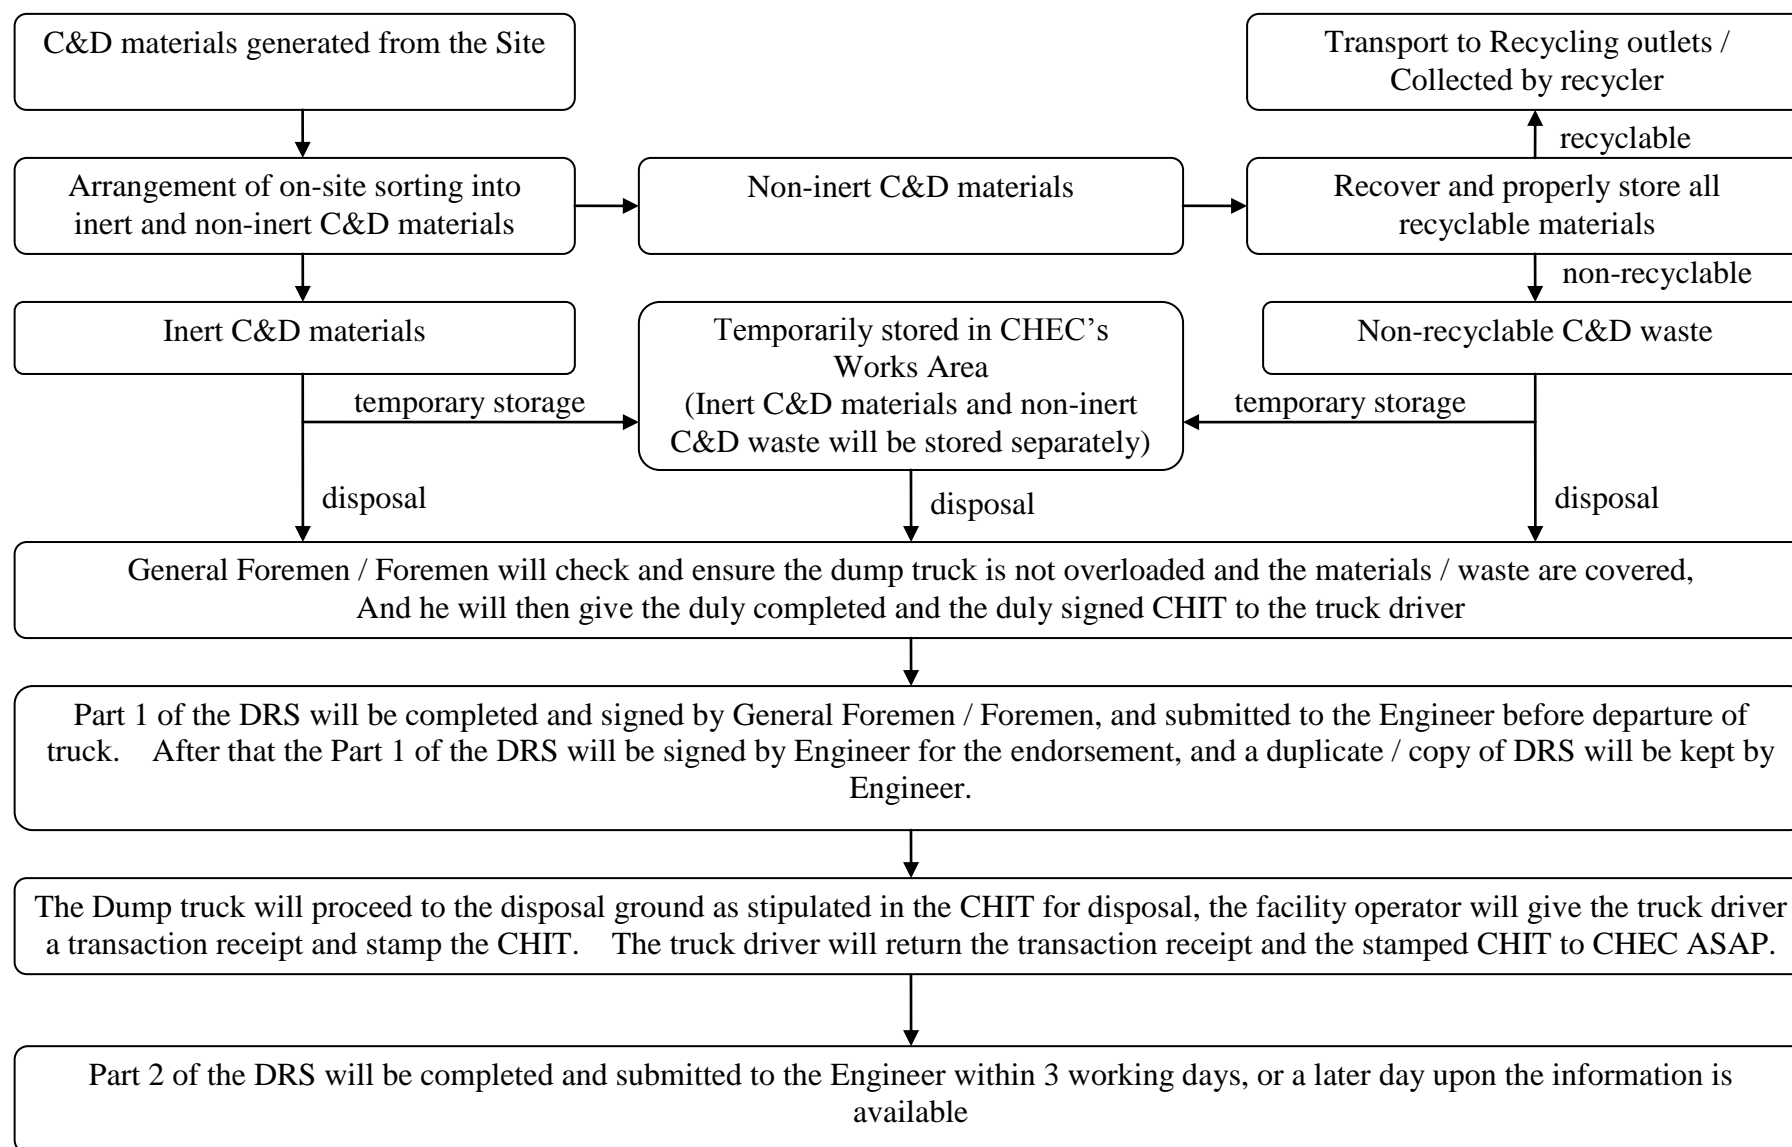 C&D materials generated from the Site
Transport to Recycling outlets /
Collected by recycler
recyclable
Arrangement of on-site sorting into
inert and non-inert C&D materials
Non-inert C&D materials
Recover and properly store all
recyclable materials
non-recyclable
Inert C&D materials
Temporarily stored in CHEC’s
Works Area
(Inert C&D materials and non-inert
C&D waste will be stored separately)
Non-recyclable C&D waste
temporary storage
temporary storage
disposal
disposal
disposal
General Foremen / Foremen will check and ensure the dump truck is not overloaded and the materials / waste are covered,
And he will then give the duly completed and the duly signed CHIT to the truck driver
Part 1 of the DRS will be completed and signed by General Foremen / Foremen, and submitted to the Engineer before departure of
truck. After that the Part 1 of the DRS will be signed by Engineer for the endorsement, and a duplicate / copy of DRS will be kept by
Engineer.
The Dump truck will proceed to the disposal ground as stipulated in the CHIT for disposal, the facility operator will give the truck driver
a transaction receipt and stamp the CHIT. The truck driver will return the transaction receipt and the stamped CHIT to CHEC ASAP.
Part 2 of the DRS will be completed and submitted to the Engineer within 3 working days, or a later day upon the information is
available